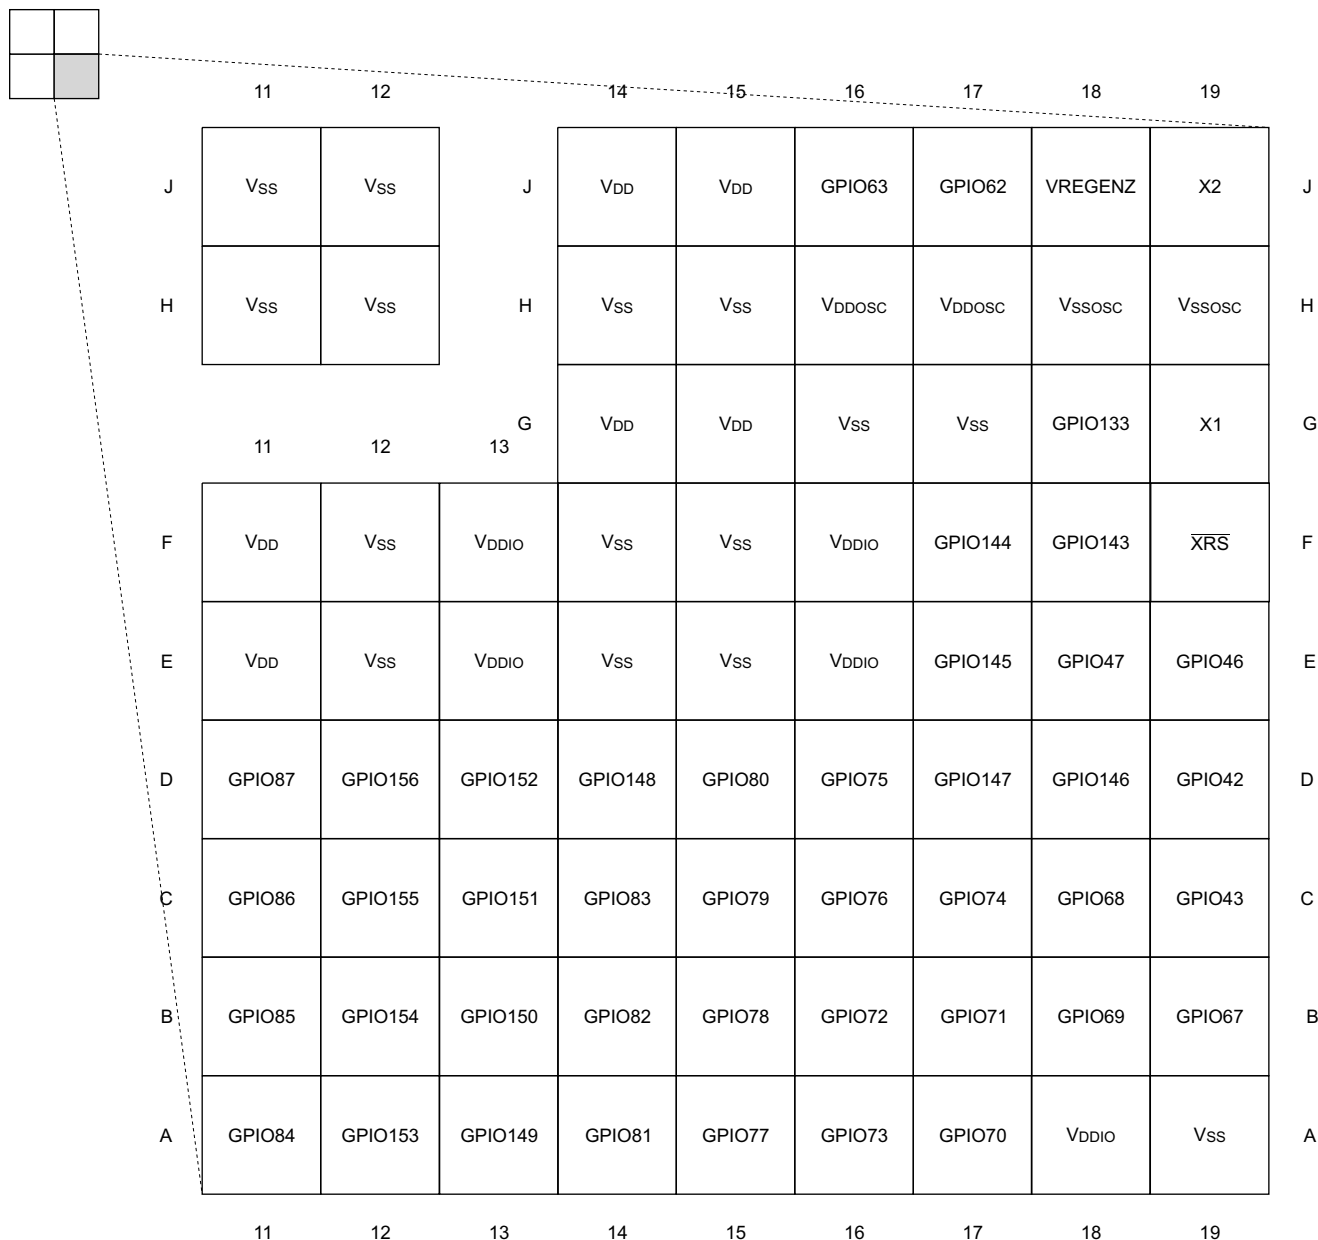 11 12 14 15 16 17 18 19
J VSS VSS J VDD VDD GPIO63 GPIO62 VREGENZ X2 J
H VSS VSS H VSS VSS VDDOSC VDDOSC VSSOSC VSSOSC H
G VDD VDD VSS VSS GPIO133 X1 G
11 12 13
F VDD VSS VDDIO VSS VSS VDDIO GPIO144 GPIO143 XRS F
E VDD VSS VDDIO VSS VSS VDDIO GPIO145 GPIO47 GPIO46 E
D GPIO87 GPIO156 GPIO152 GPIO148 GPIO80 GPIO75 GPIO147 GPIO146 GPIO42 D
C GPIO86 GPIO155 GPIO151 GPIO83 GPIO79 GPIO76 GPIO74 GPIO68 GPIO43 C
B GPIO85 GPIO154 GPIO150 GPIO82 GPIO78 GPIO72 GPIO71 GPIO69 GPIO67 B
A GPIO84 GPIO153 GPIO149 GPIO81 GPIO77 GPIO73 GPIO70 VDDIO VSS A
11 12 13 14 15 16 17 18 19